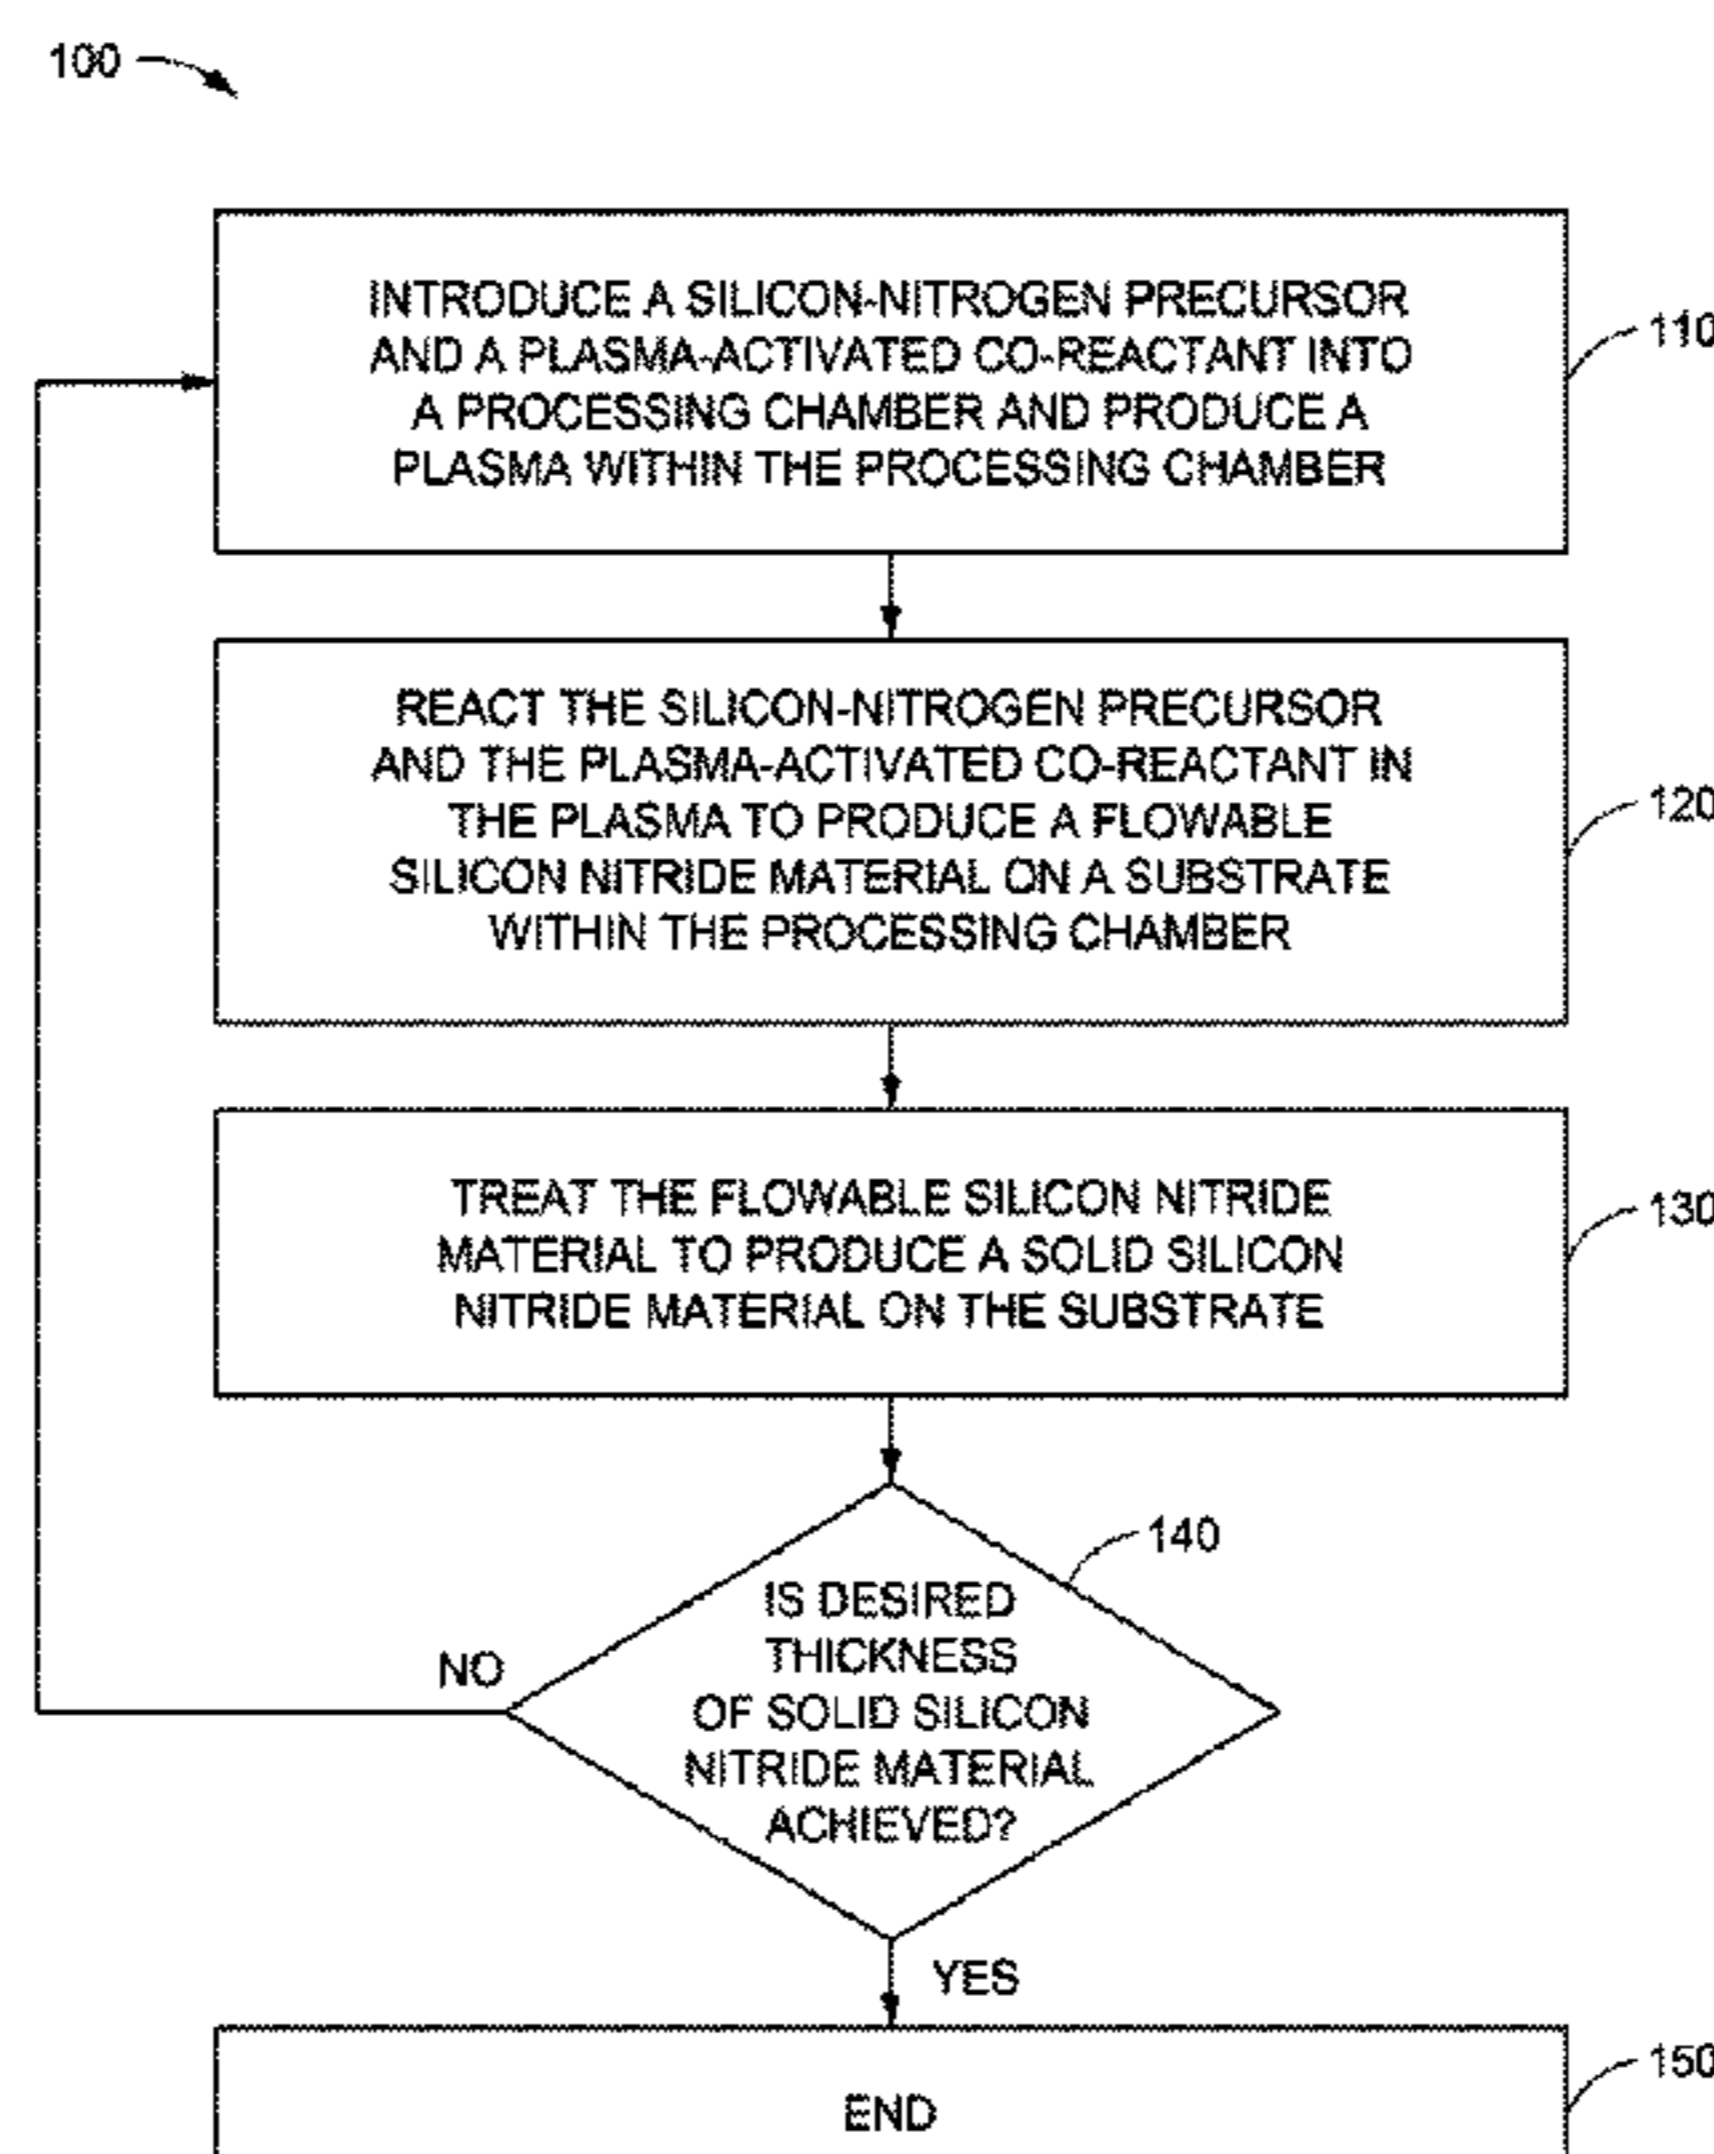 100
INTRODUCE A SILICON-NITROGEN PRECURSOR
AND A PLASMA-ACTIVATED CO-REACTANT INTO
A PROCESSING CHAMBER AND PRODUCE A
PLASMA WITHIN THE PROCESSING CHAMBER
110
REACT THE SILICON-NITROGEN PRECURSOR
AND THE PLASMA-ACTIVATED CO-REACTANT IN
THE PLASMA TO PRODUCE A FLOWABLE
SILICON NITRIDE MATERIAL ON A SUBSTRATE
WITHIN THE PROCESSING CHAMBER
120
TREAT THE FLOWABLE SILICON NITRIDE
MATERIAL TO PRODUCE A SOLID SILICON
NITRIDE MATERIAL ON THE SUBSTRATE
130
140
IS DESIRED
THICKNESS
OF SOLID SILICON
NITRIDE MATERIAL
ACHIEVED?
NO
YES
END
150